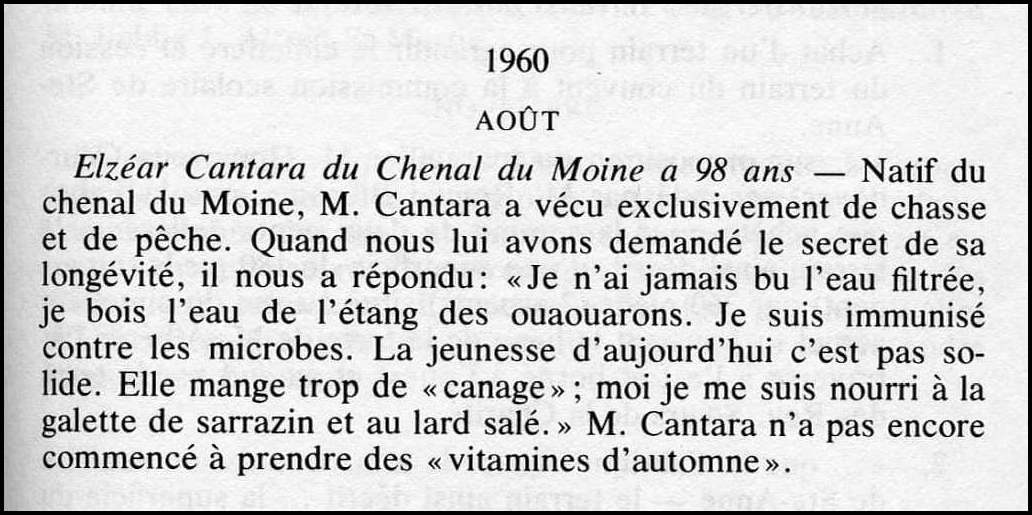 1960
AOÛT
Elzéar Cantara du Chenal du Moine a 98 ans — Natif du
chenal du Moine, M. Cantara a vécu exclusivement de chasse
et de pêche. Quand nous lui avons demandé le secret de sa
longévité, il nous a répondu: «Je n'ai jamais bu l'eau filtrée,
je bois l'eau de l'étang des ouaouarons. Je suis immunisé
contre les microbes. La jeunesse d'aujourd'hui c'est pas so-
lide. Elle mange trop de «canage»; moi je me suis nourri à la
galette de sarrazin et au lard salé.» M. Cantara n'a pas encore
commencé à prendre des «vitamines d'automne».